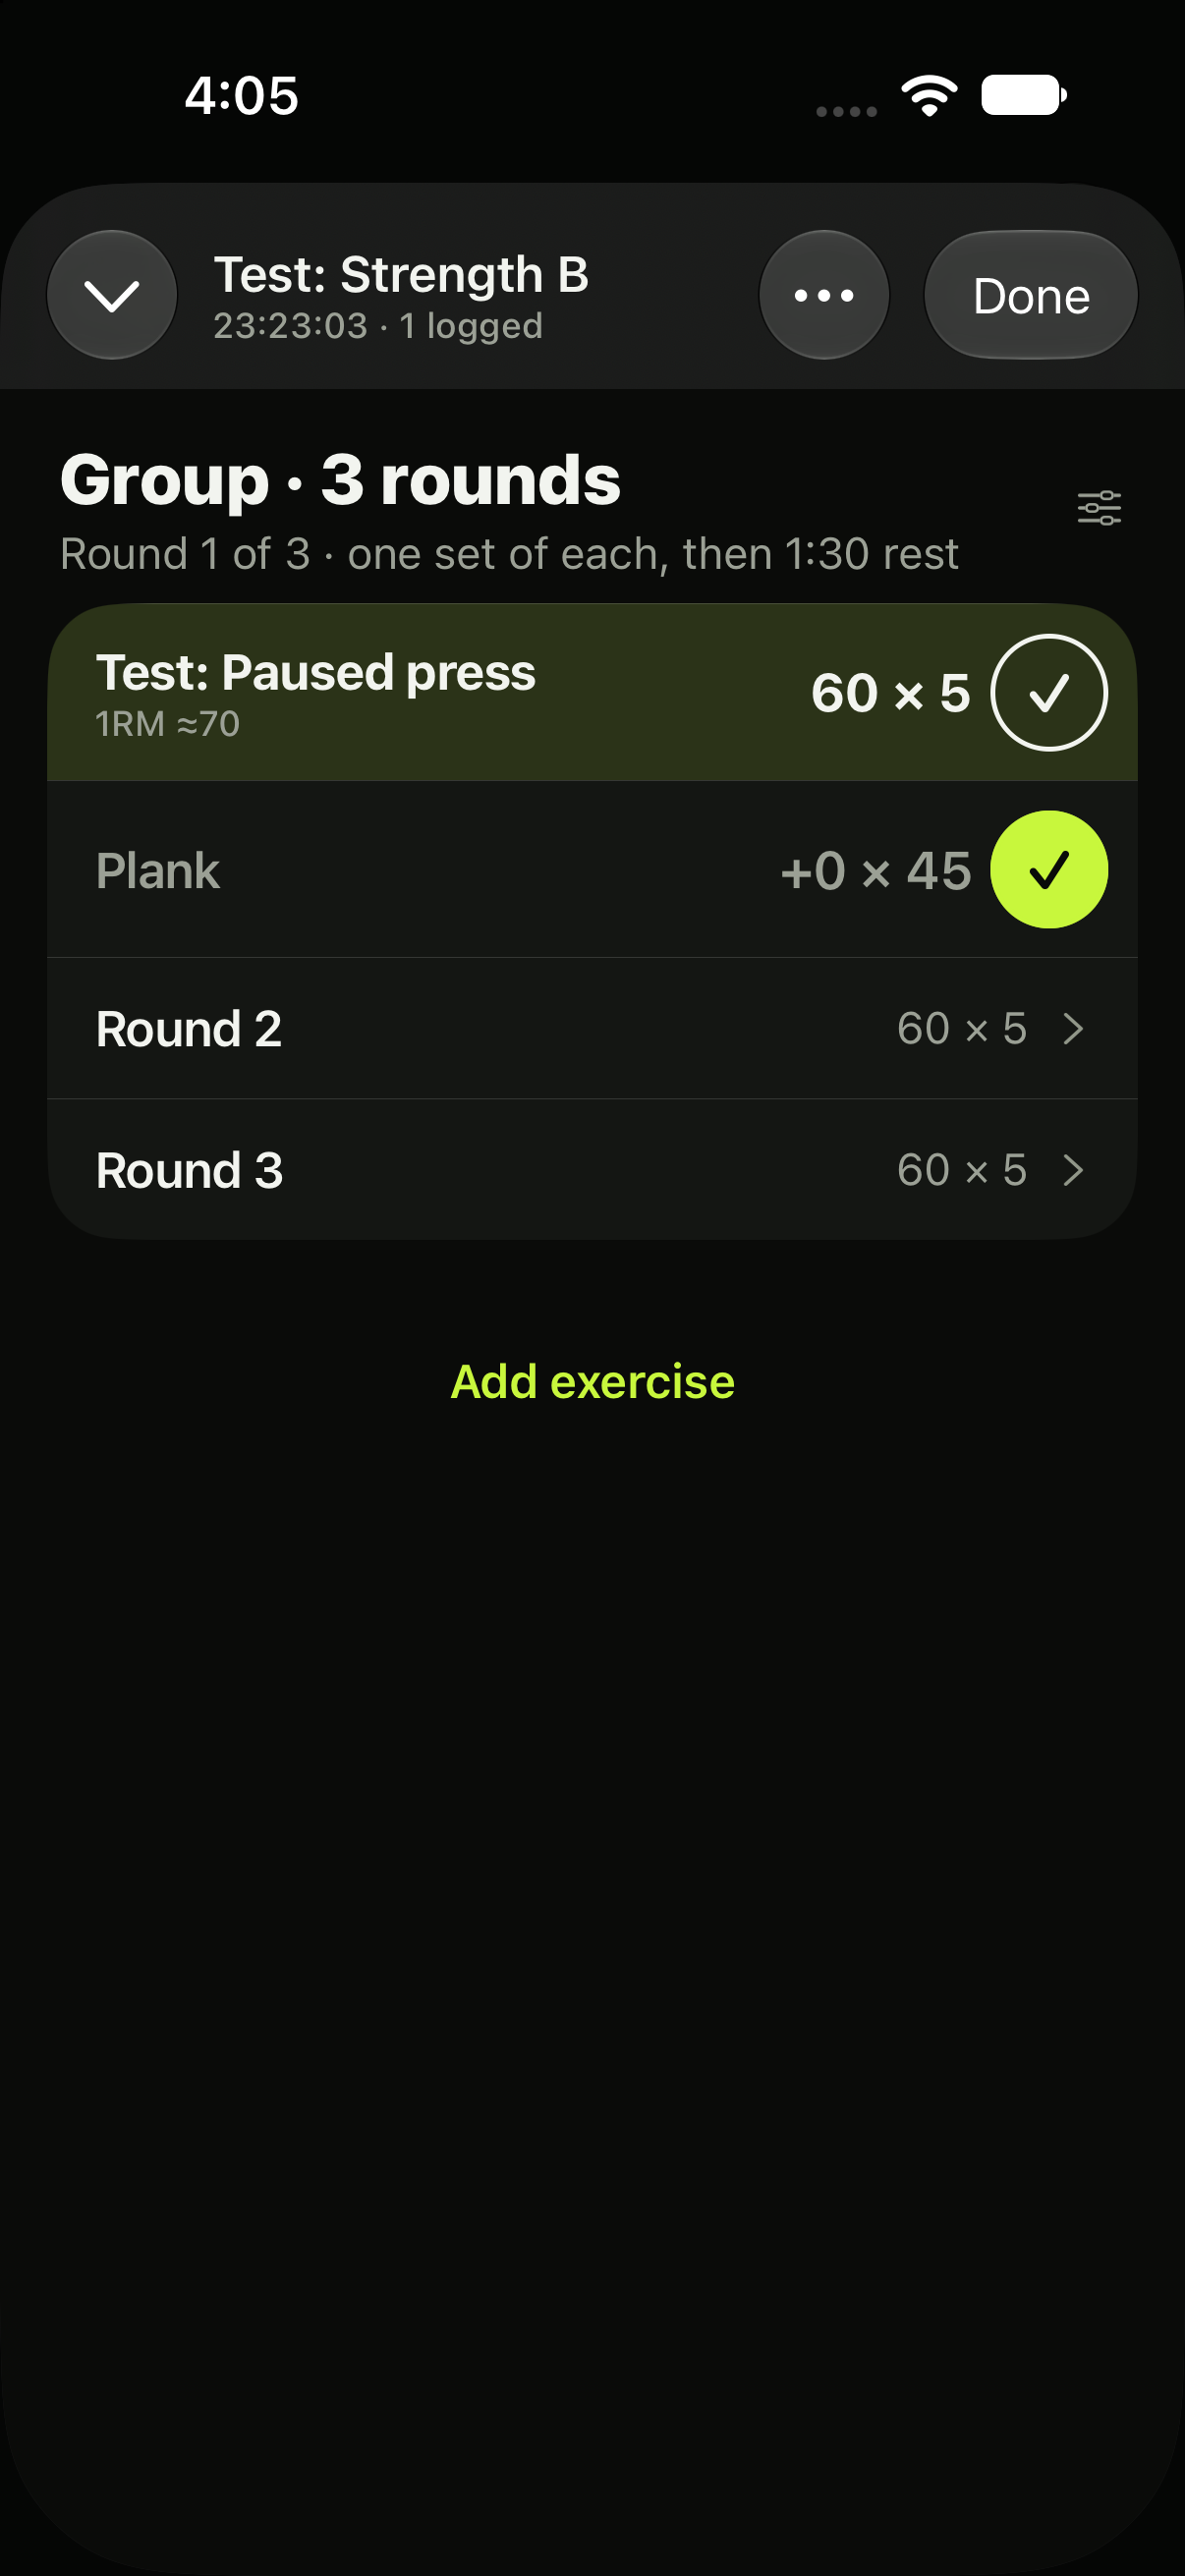 4:05
Test: Strength B
23:23:03 · 1 logged
Done
Group · 3 rounds
Round 1 of 3 · one set of each, then 1:30 rest
Test: Paused press
60 × 5
1RM ≈70
Plank
+0 × 45
Round 2
60 × 5
Round 3
60 × 5
Add exercise